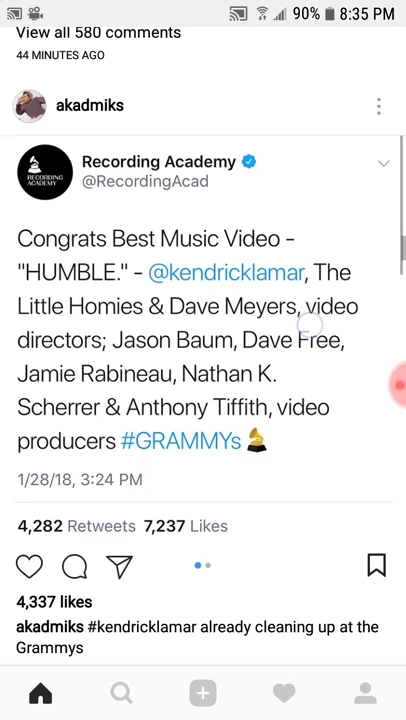 90% 8:35 PM
View all 580 comments
44 MINUTES AGO
akadmiks
RECORDING
ACADEMY
Recording Academy
@RecordingAcad
Congrats Best Music Video -
"HUMBLE." - @kendricklamar, The
Little Homies & Dave Meyers, video
directors; Jason Baum, Dave Free,
Jamie Rabineau, Nathan K.
Scherrer & Anthony Tiffith, video
producers #GRAMMYs
1/28/18, 3:24 PM
4,282 Retweets 7,237 Likes
4,337 likes
akadmiks #kendricklamar already cleaning up at the
Grammys